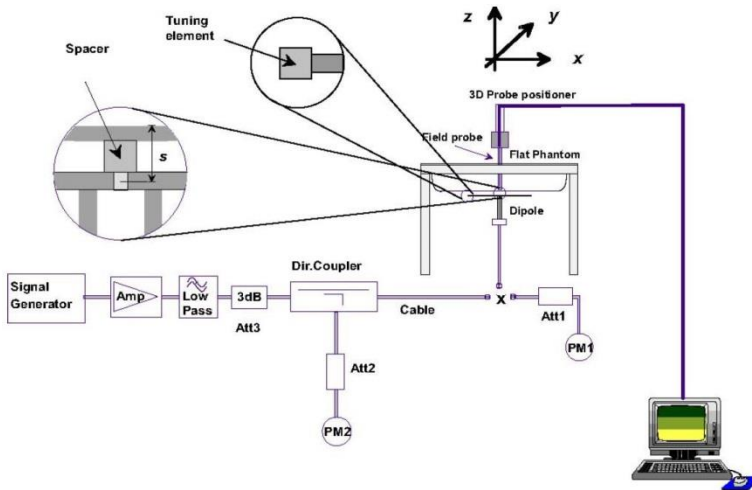 Tuning
element
Spacer
s
z
y
x
3D Probe positioner
Field probe
Flat Phantom
Dipole
Signal
Generator
Amp
Low
Pass
3dB
Att3
Dir.Coupler
Cable
x
Att1
PM1
Att2
PM2